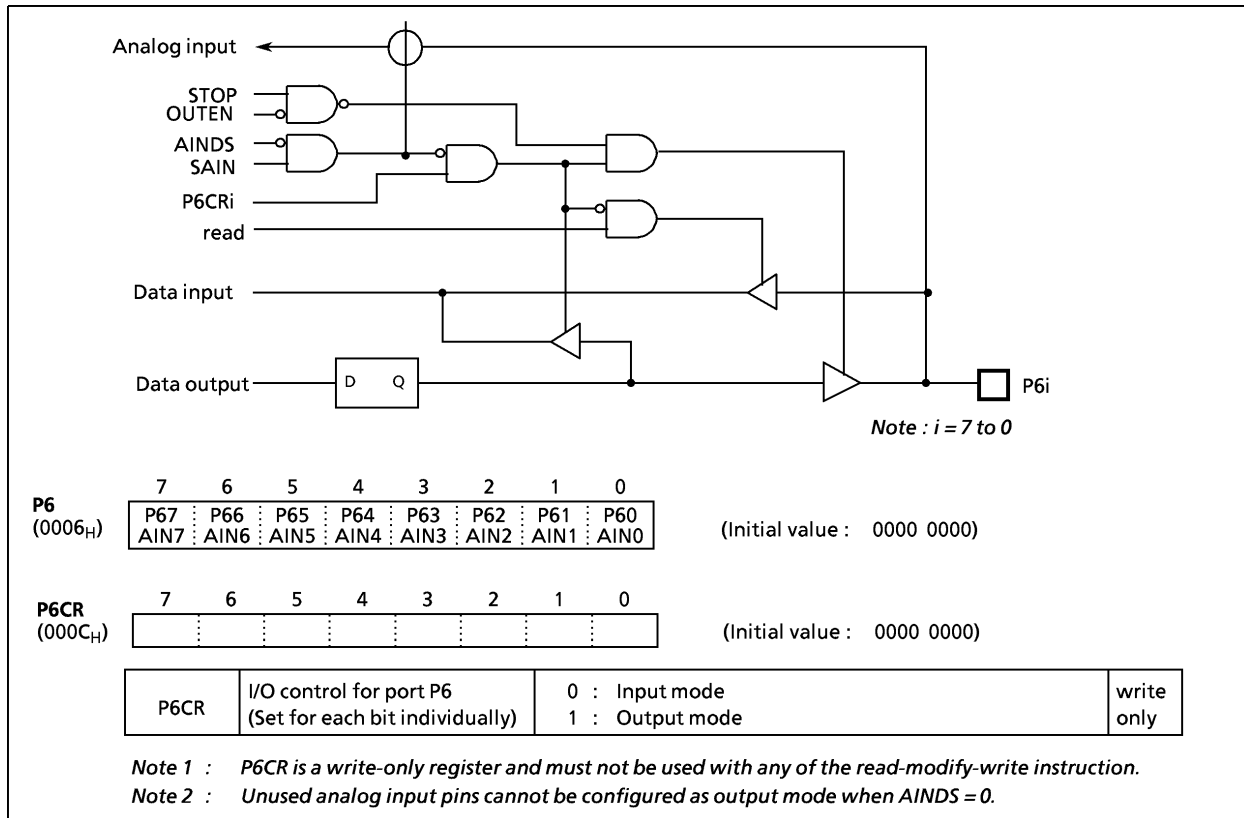 Analog input
STOP
OUTEN
AINDS
SAIN
P6CRi
read
Data input
Data output
D Q
P6i
Note : i = 7 to 0
7 6 5 4 3 2 1 0
P6
(0006H)
P67 P66 P65 P64 P63 P62 P61 P60
AIN7 AIN6 AIN5 AIN4 AIN3 AIN2 AIN1 AIN0
(Initial value : 0000 0000)
7 6 5 4 3 2 1 0
P6CR
(000CH)
(Initial value : 0000 0000)
P6CR
I/O control for port P6
(Set for each bit individually)
0 : Input mode
1 : Output mode
write
only
Note 1 : P6CR is a write-only register and must not be used with any of the read-modify-write instruction.
Note 2 : Unused analog input pins cannot be configured as output mode when AINDS = 0.